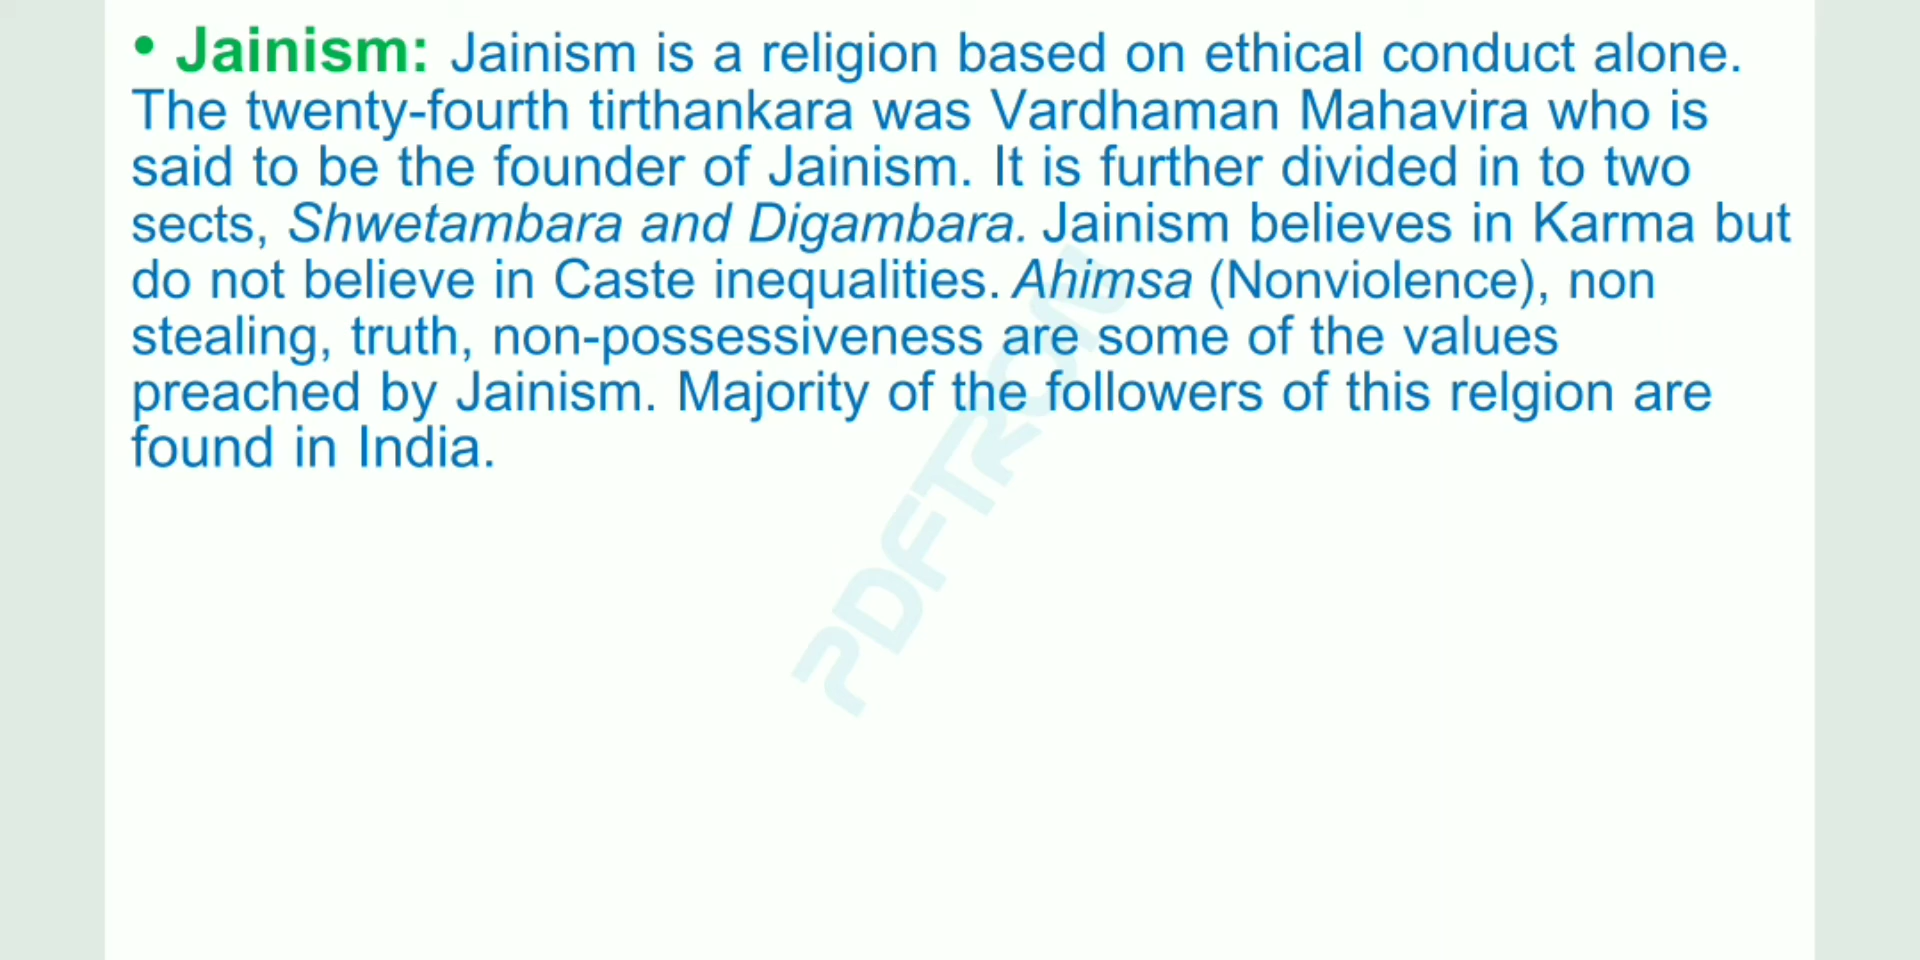 • Jainism: Jainism is a religion based on ethical conduct alone.
The twenty-fourth tirthankara was Vardhaman Mahavira who is
said to be the founder of Jainism. It is further divided in to two
sects, Shwetambara and Digambara. Jainism believes in Karma but
do not believe in Caste inequalities. Ahimsa (Nonviolence), non
stealing, truth, non-possessiveness are some of the values
preached by Jainism. Majority of the followers of this relgion are
found in India.
PDFTRON